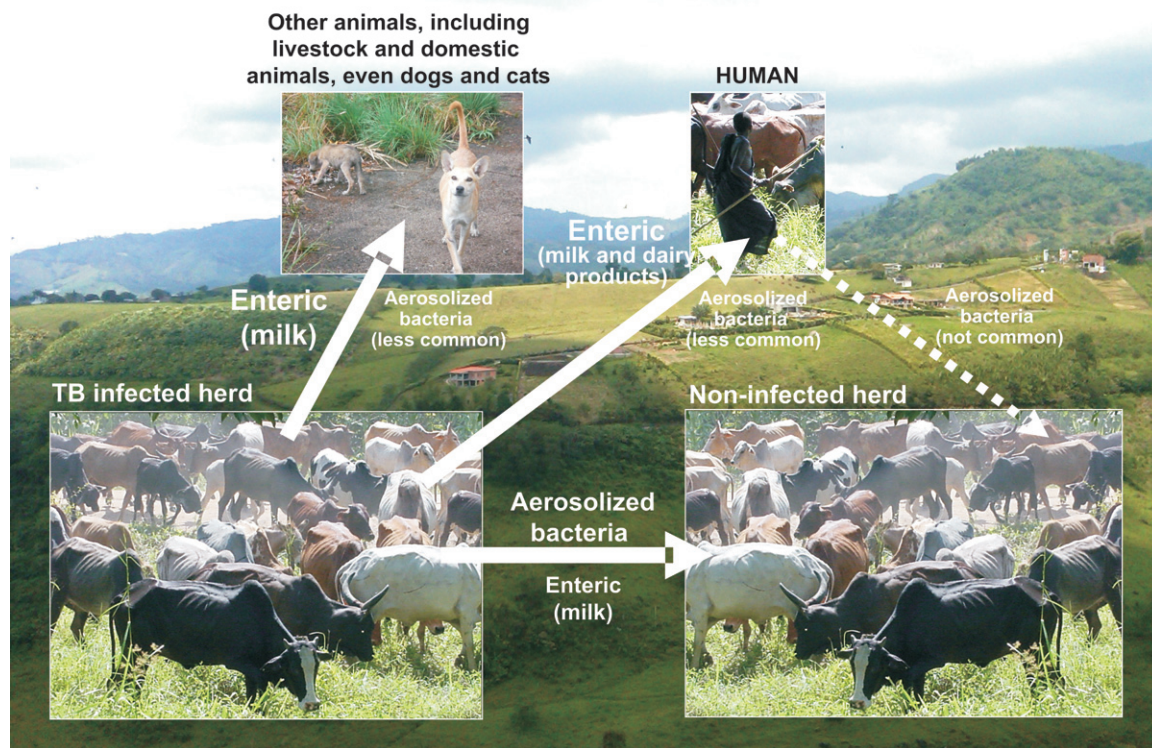 Other animals, including
livestock and domestic
animals, even dogs and cats
HUMAN
Enteric
(milk and dairy
products)
Enteric
(milk)
Aerosolized
bacteria
(less common)
Aerosolized
bacteria
(less common)
Aerosolized
bacteria
(not common)
TB infected herd
Non-infected herd
Aerosolized
bacteria
Enteric
(milk)